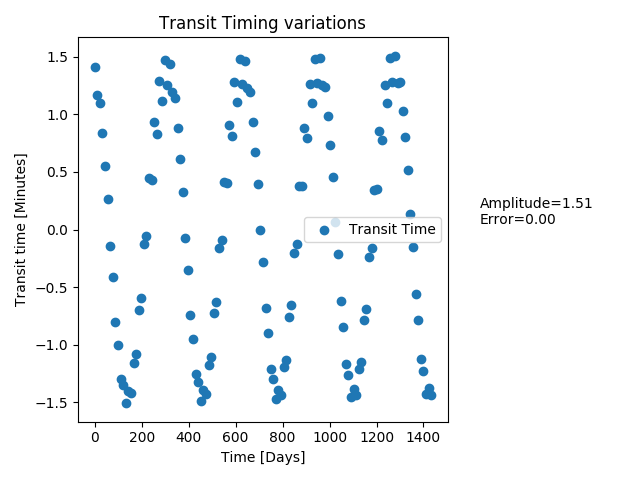 Transit Timing variations
Transit time [Minutes]
1.5
1.0
0.5
0.0
−0.5
−1.0
−1.5
Transit Time
Amplitude=1.51
Error=0.00
0 200 400 600 800 1000 1200 1400
Time [Days]